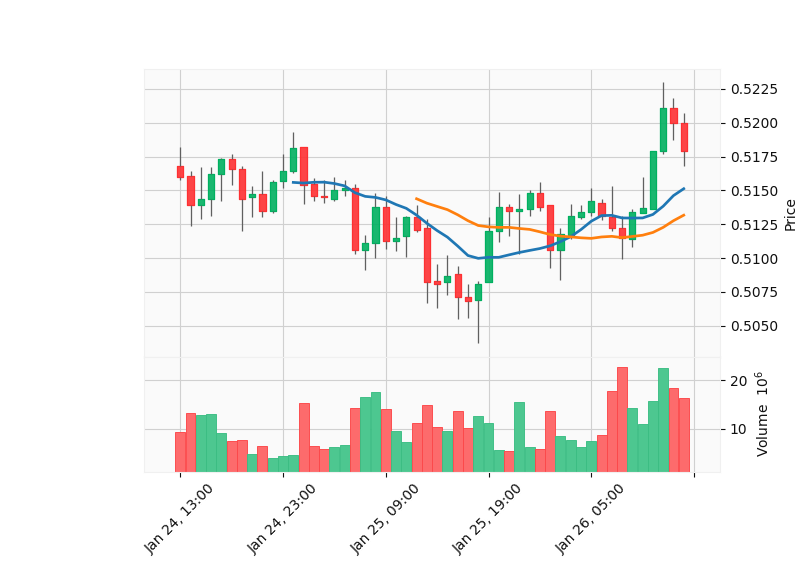 0.5225
0.5200
0.5175
0.5150
0.5125
0.5100
0.5075
0.5050
Price
20
10
Volume 10^6
Jan 24, 13:00
Jan 24, 23:00
Jan 25, 09:00
Jan 25, 19:00
Jan 26, 05:00